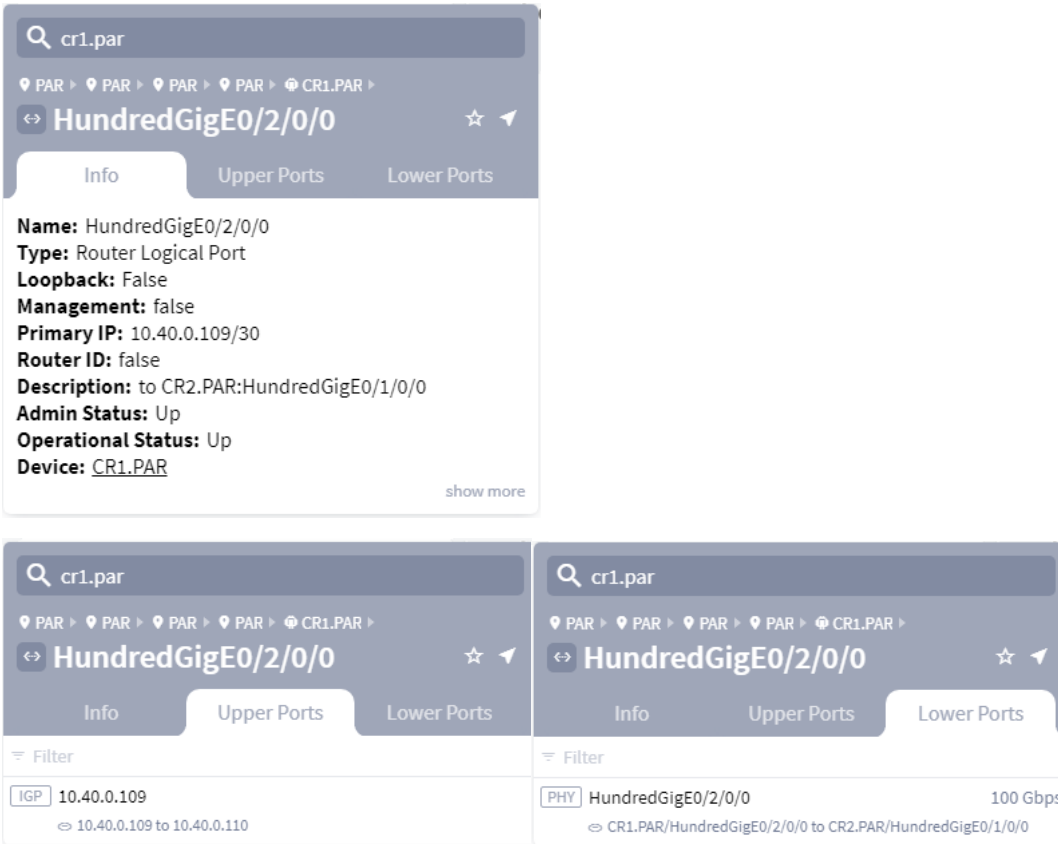 cr1.par
PAR PAR PAR PAR CR1.PAR
HundredGigE0/2/0/0
Info Upper Ports Lower Ports
Name: HundredGigE0/2/0/0
Type: Router Logical Port
Loopback: False
Management: false
Primary IP: 10.40.0.109/30
Router ID: false
Description: to CR2.PAR:HundredGigE0/1/0/0
Admin Status: Up
Operational Status: Up
Device: CR1.PAR
show more
cr1.par
PAR PAR PAR PAR CR1.PAR
HundredGigE0/2/0/0
Info Upper Ports Lower Ports
Filter
IGP 10.40.0.109
10.40.0.109 to 10.40.0.110
cr1.par
PAR PAR PAR PAR CR1.PAR
HundredGigE0/2/0/0
Info Upper Ports Lower Ports
Filter
PHY HundredGigE0/2/0/0 100 Gbps
CR1.PAR/HundredGigE0/2/0/0 to CR2.PAR/HundredGigE0/1/0/0